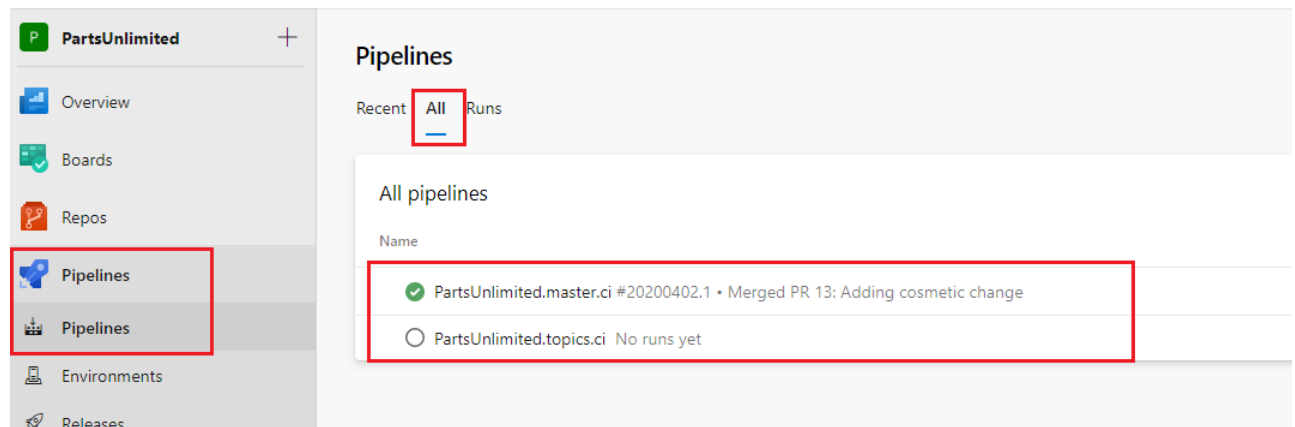 P PartsUnlimited +
Overview
Boards
Repos
Pipelines
Pipelines
Environments
Releases
Pipelines
Recent All Runs
All pipelines
Name
PartsUnlimited.master.ci #20200402.1 • Merged PR 13: Adding cosmetic change
PartsUnlimited.topics.ci No runs yet